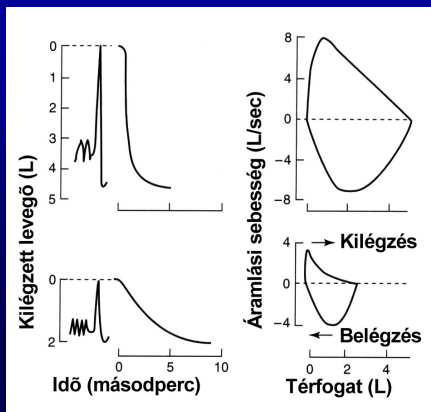 Kilégzett levegő (L)
0
1
2
3
4
5
Áramlási sebesség (L/sec)
8
4
0
−4
−8
0
2
0 5 10
Idő (másodperc)
4
0
−4
→ Kilégzés
← Belégzés
0 2 4
Térfogat (L)